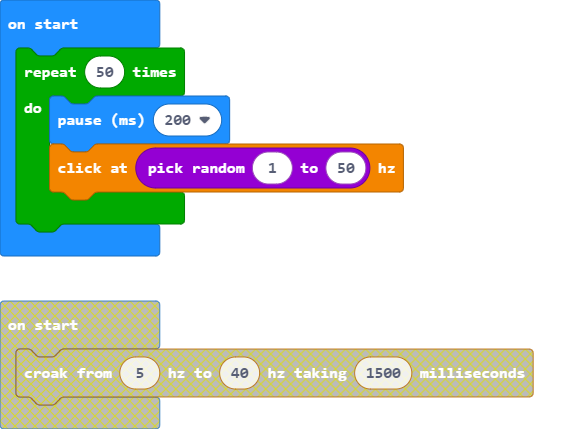 on start
repeat 50 times
do
pause (ms) 200
click at pick random 1 to 50 hz
on start
croak from 5 hz to 40 hz taking 1500 milliseconds